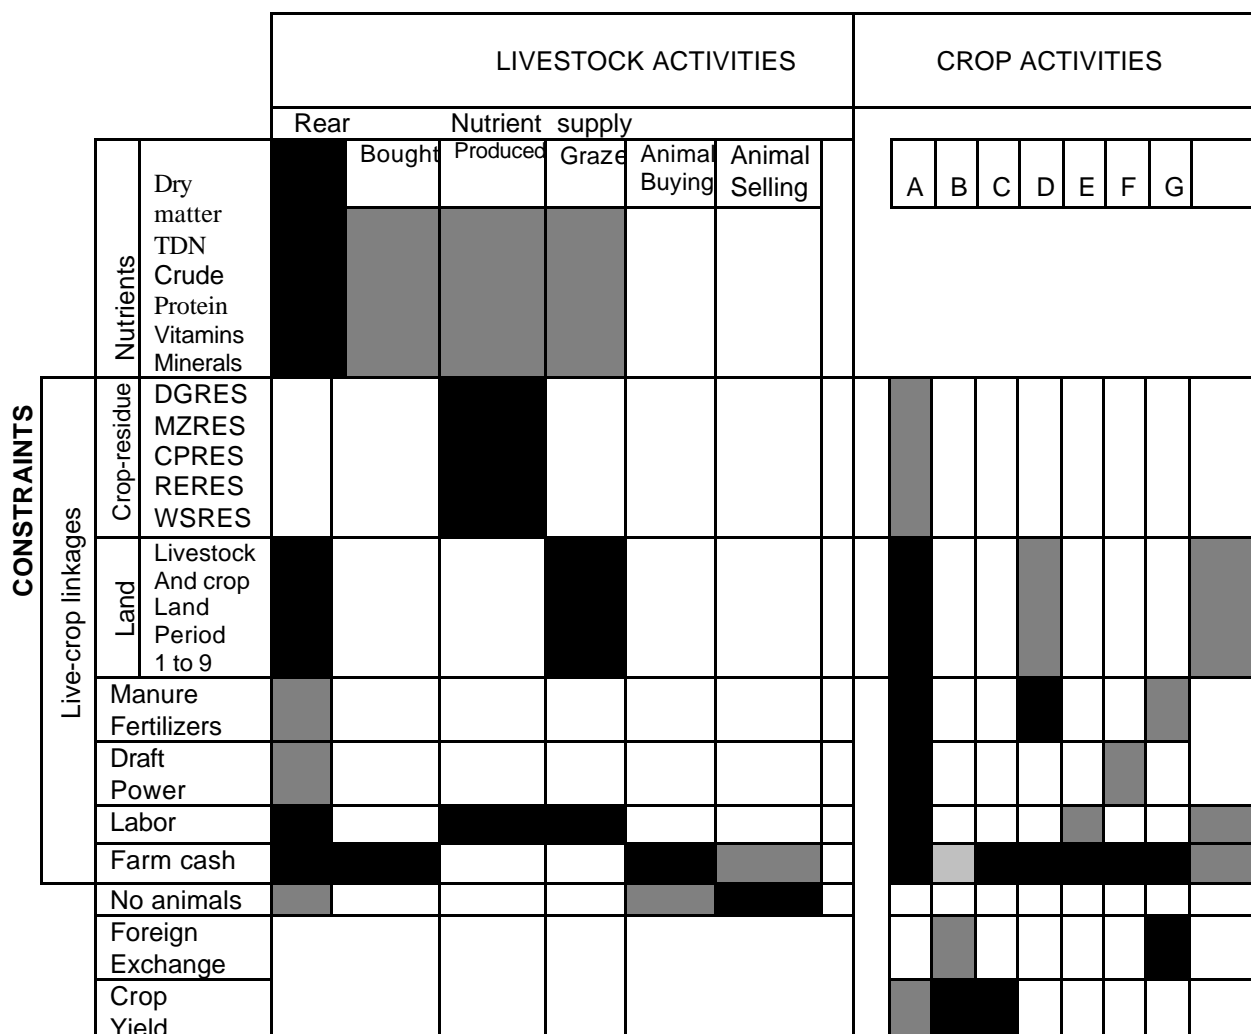 LIVESTOCK ACTIVITIES CROP ACTIVITIES
Rear Nutrient supply
Bought Produced Graze Animal Animal
Buying Selling
A B C D E F G
CONSTRAINTS
Live-crop linkages
Nutrients
Dry
matter
TDN
Crude
Protein
Vitamins
Minerals
Crop-residue
DGRES
MZRES
CPRES
RERES
WSRES
Land
Livestock
And crop
Land
Period
1 to 9
Manure
Fertilizers
Draft
Power
Labor
Farm cash
No animals
Foreign
Exchange
Crop
Yield